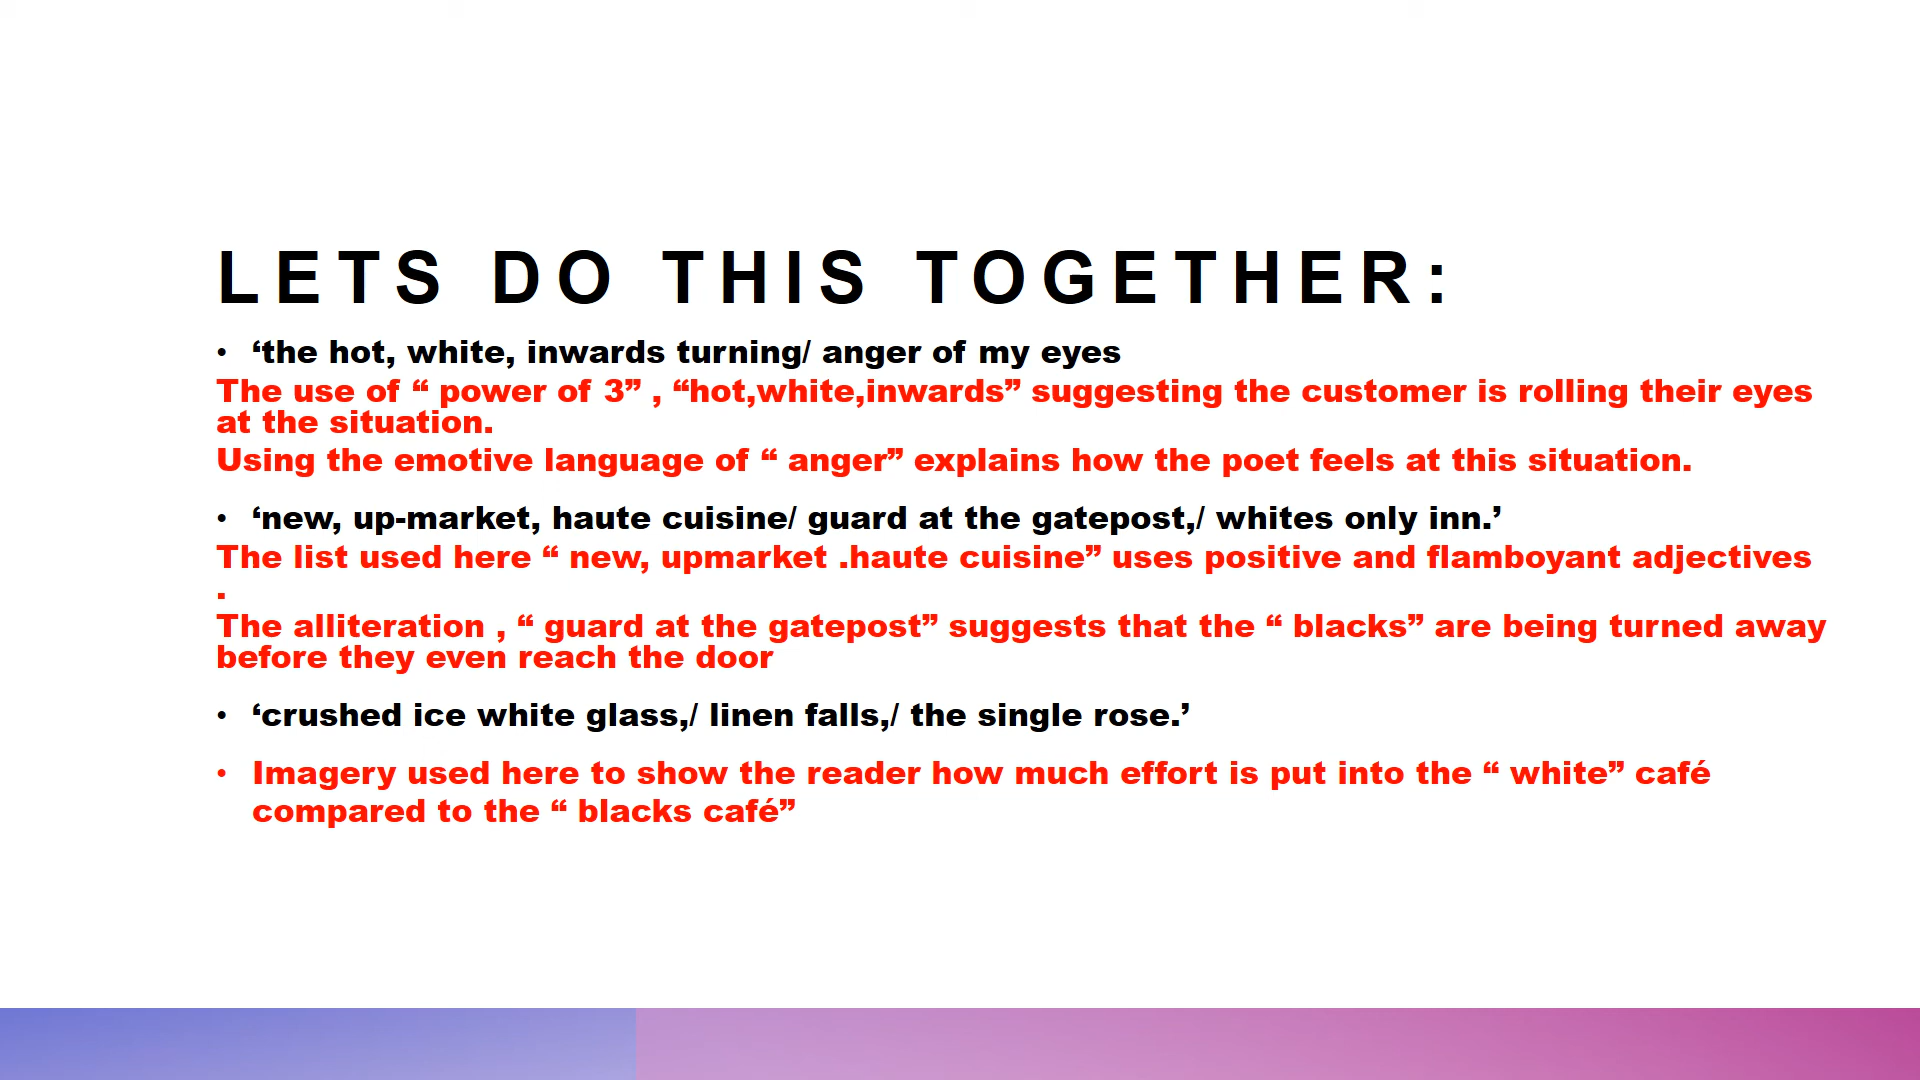 LETS DO THIS TOGETHER:
• ‘the hot, white, inwards turning/ anger of my eyes
The use of “ power of 3” , “hot,white,inwards” suggesting the customer is rolling their eyes
at the situation.
Using the emotive language of “ anger” explains how the poet feels at this situation.
• ‘new, up-market, haute cuisine/ guard at the gatepost,/ whites only inn.’
The list used here “ new, upmarket .haute cuisine” uses positive and flamboyant adjectives
.
The alliteration , “ guard at the gatepost” suggests that the “ blacks” are being turned away
before they even reach the door
• ‘crushed ice white glass,/ linen falls,/ the single rose.’
• Imagery used here to show the reader how much effort is put into the “ white” café
compared to the “ blacks café”